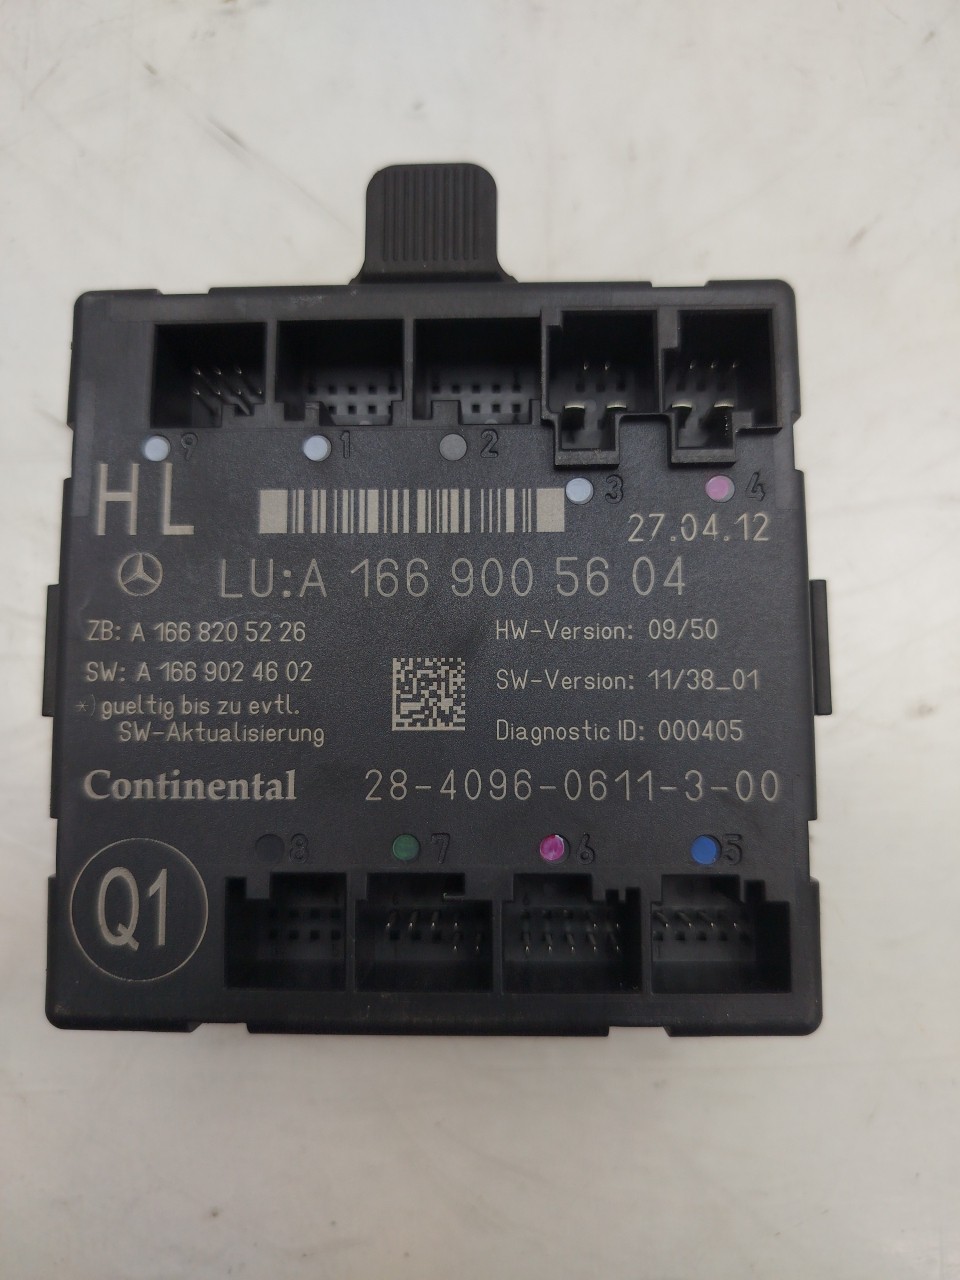 9 1 2 3 4
HL
27.04.12
LU:A 166 900 56 04
ZB: A 166 820 52 26
HW-Version: 09/50
SW: A 166 902 46 02
SW-Version: 11/38_01
*)gueltig bis zu evtl.
SW-Aktualisierung
Diagnostic ID: 000405
Continental 28-4096-0611-3-00
8 7 6 5
Q1